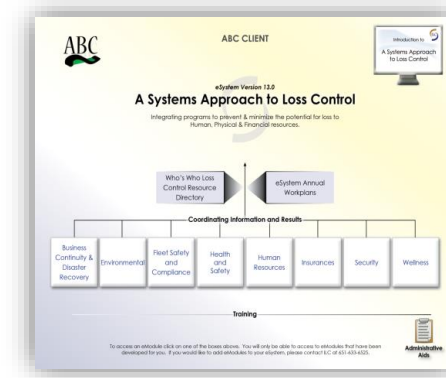 ABC
ABC CLIENT
Introduction to
A Systems Approach
to Loss Control
eSystem Version 13.0
A Systems Approach to Loss Control
Integrating programs to prevent & minimize the potential for loss to
Human, Physical & Financial resources.
Who's Who Loss
Control Resource
Directory
eSystem Annual
Workplans
Coordinating Information and Results
Business
Continuity &
Disaster
Recovery
Environmental
Fleet Safety
and
Compliance
Health
and
Safety
Human
Resources
Insurances
Security
Wellness
Training
To access an eModule click on one of the boxes above. You will only be able to access to eModules that have been
developed for you. If you would like to add eModules to your eSystem, please contact ILC at 651-633-6525.
Administrative
Aids